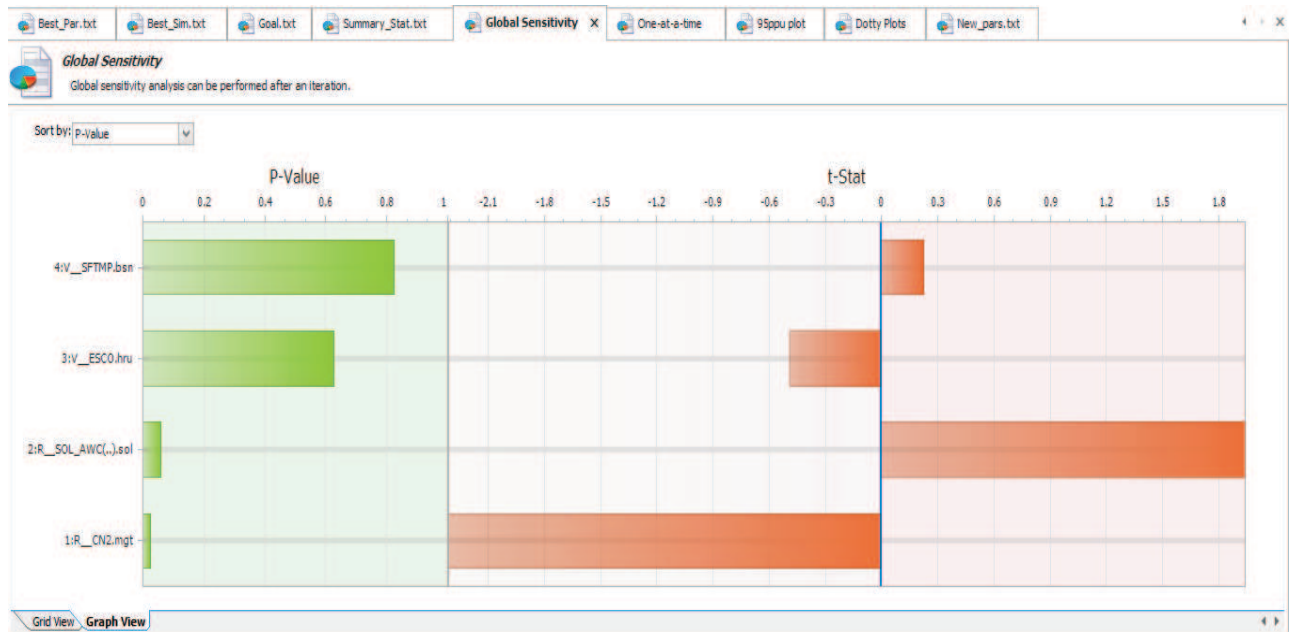 Best_Par.txt Best_Sim.txt Goal.txt Summary_Stat.txt Global Sensitivity X One-at-a-time 95ppu plot Dotty Plots New_pars.txt X
Global Sensitivity
Global sensitivity analysis can be performed after an iteration.
Sort by: P-Value
P-Value t-Stat
0 0.2 0.4 0.6 0.8 1 -2.1 -1.8 -1.5 -1.2 -0.9 -0.6 -0.3 0 0.3 0.6 0.9 1.2 1.5 1.8
4:V__SFTMP.bsn
3:V__ESCO.hru
2:R__SOL_AWC(..).sol
1:R__CN2.mgt
Grid View Graph View